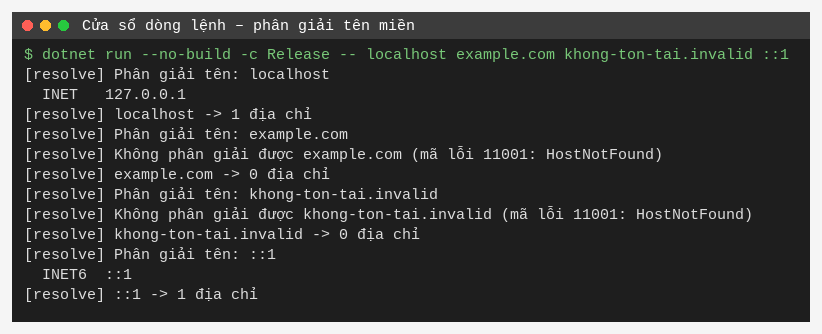 Cửa sổ dòng lệnh – phân giải tên miền
$ dotnet run --no-build -c Release -- localhost example.com khong-ton-tai.invalid ::1
[resolve] Phân giải tên: localhost
  INET   127.0.0.1
[resolve] localhost -> 1 địa chỉ
[resolve] Phân giải tên: example.com
[resolve] Không phân giải được example.com (mã lỗi 11001: HostNotFound)
[resolve] example.com -> 0 địa chỉ
[resolve] Phân giải tên: khong-ton-tai.invalid
[resolve] Không phân giải được khong-ton-tai.invalid (mã lỗi 11001: HostNotFound)
[resolve] khong-ton-tai.invalid -> 0 địa chỉ
[resolve] Phân giải tên: ::1
  INET6  ::1
[resolve] ::1 -> 1 địa chỉ